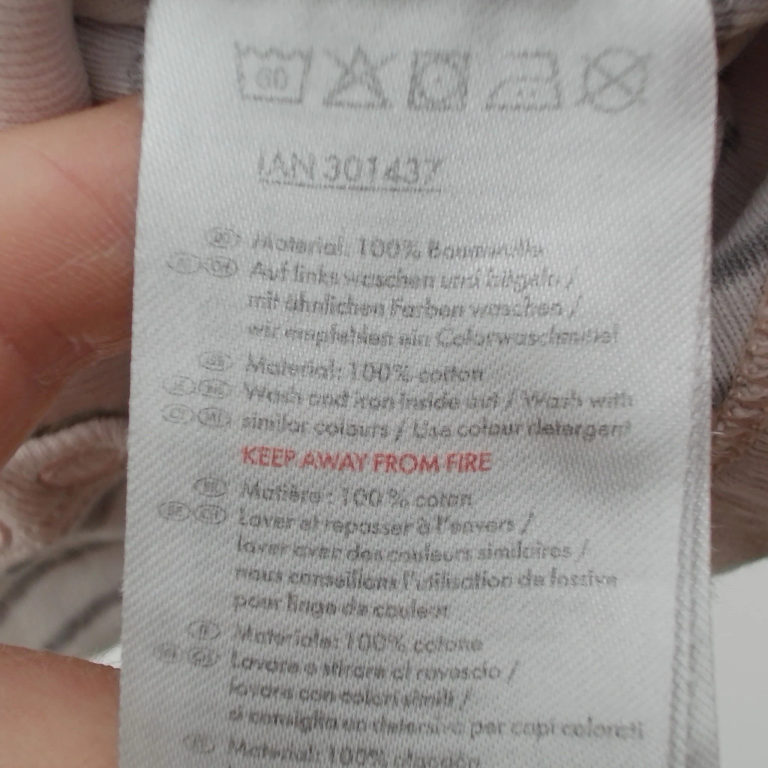 60
IAN 301437
Material: 100% Baumwolle
Auf links waschen und bügeln /
mit ähnlichen Farben waschen /
wir empfehlen ein Colorwaschmittel
Material: 100% cotton
Wash and iron inside out / Wash with
similar colours / Use colour detergent
KEEP AWAY FROM FIRE
Matière : 100 % coton
Laver et repasser à l'envers /
laver avec des couleurs similaires /
nous conseillons l'utilisation de lessive
pour linge de couleur
Materiale: 100% cotone
Lavare e stirare al rovescio /
lavare con colori simili /
si consiglia un detersivo per capi colorati
Material: 100% algodón